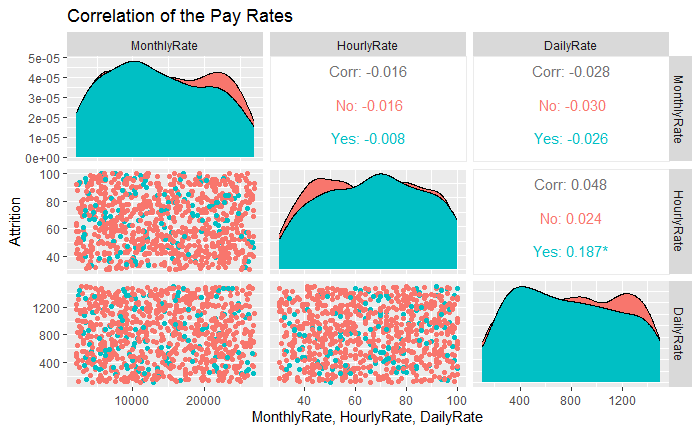 Correlation of the Pay Rates
MonthlyRate HourlyRate DailyRate
5e-05
4e-05
3e-05
2e-05
1e-05
0e+00
Corr: -0.016
No: -0.016
Yes: -0.008
Corr: -0.028
No: -0.030
Yes: -0.026
MonthlyRate
Attrition
100
80
60
40
Corr: 0.048
No: 0.024
Yes: 0.187*
HourlyRate
1200
800
400
DailyRate
10000 20000
40 60 80 100
400 800 1200
MonthlyRate, HourlyRate, DailyRate